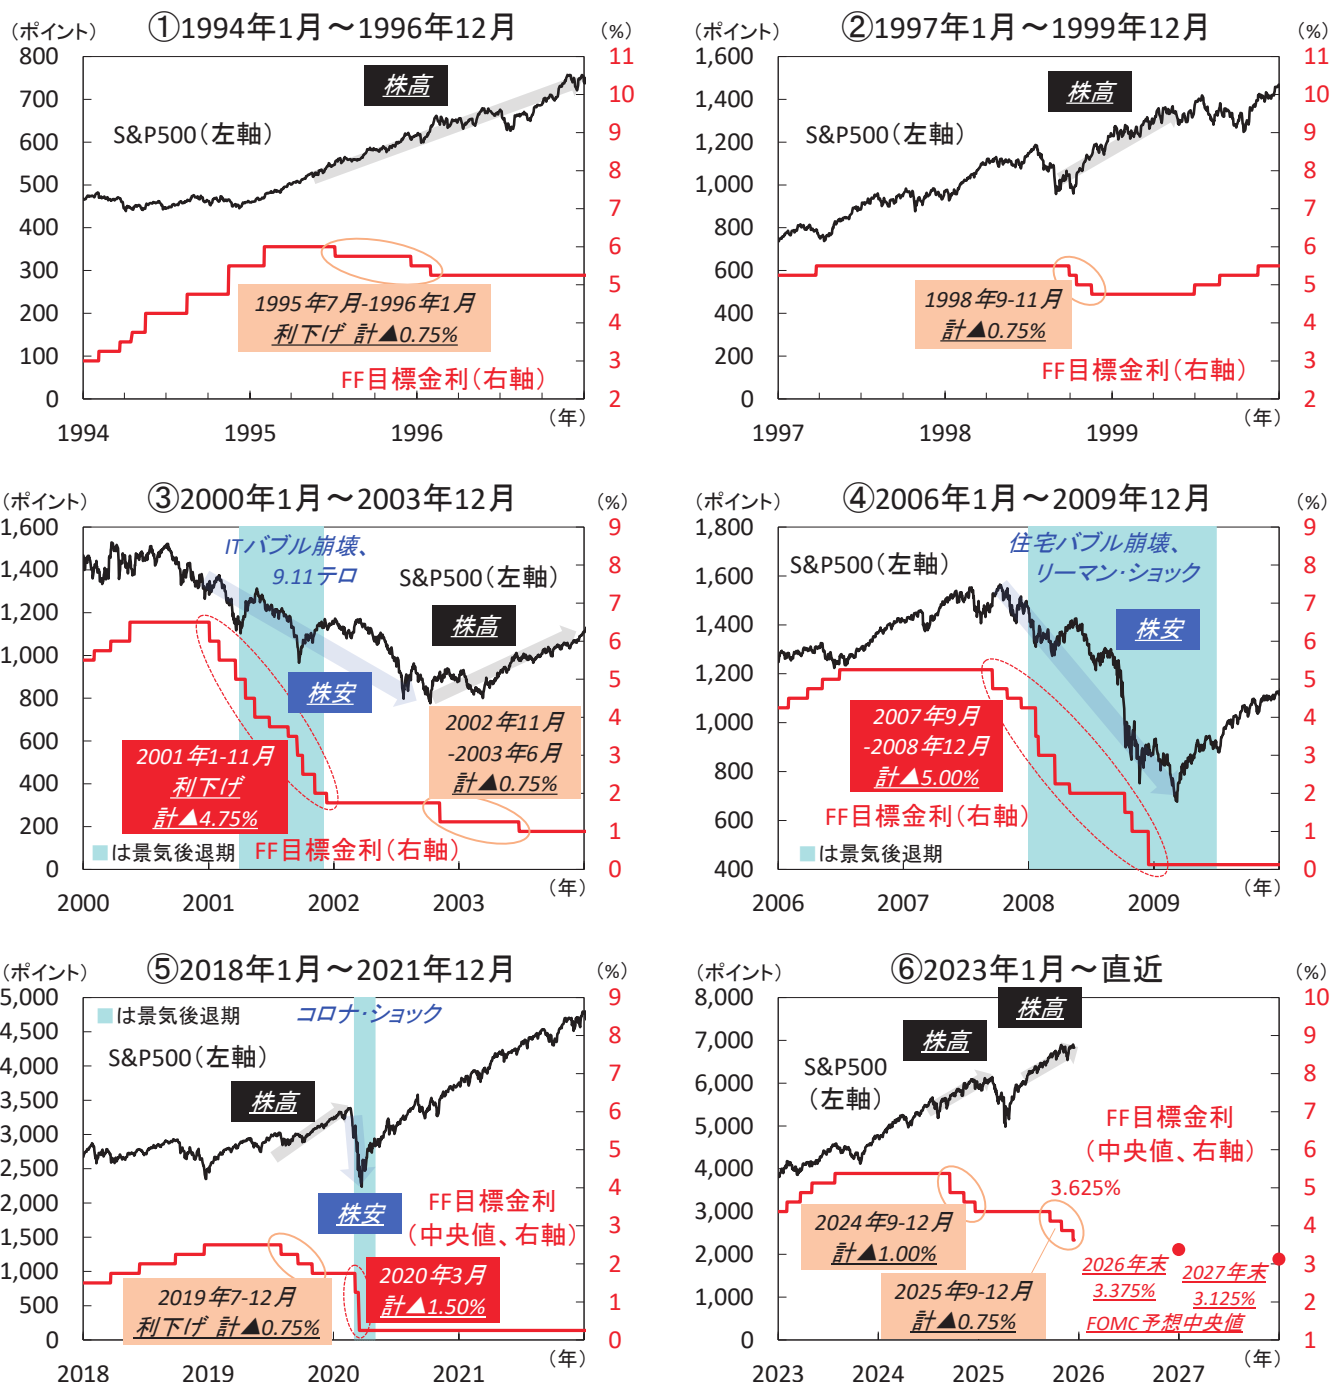 ①1994年1月～1996年12月
(ポイント)
(%)
800
700
600
500
400
300
200
100
0
11
10
9
8
7
6
5
4
3
2
株高
S&P500(左軸)
1995年7月-1996年1月
利下げ 計▲0.75%
FF目標金利(右軸)
(年)
1994
1995
1996
②1997年1月～1999年12月
(ポイント)
(%)
1,600
1,400
1,200
1,000
800
600
400
200
0
11
10
9
8
7
6
5
4
3
2
株高
S&P500(左軸)
1998年9-11月
計▲0.75%
FF目標金利(右軸)
(年)
1997
1998
1999
③2000年1月～2003年12月
(ポイント)
(%)
1,600
1,400
1,200
1,000
800
600
400
200
0
9
8
7
6
5
4
3
2
1
0
ITバブル崩壊、
9.11テロ
S&P500(左軸)
株高
株安
2001年1-11月
利下げ
計▲4.75%
2002年11月
-2003年6月
計▲0.75%
は景気後退期
FF目標金利(右軸)
(年)
2000
2001
2002
2003
④2006年1月～2009年12月
(ポイント)
(%)
1,800
1,600
1,400
1,200
1,000
800
600
400
9
8
7
6
5
4
3
2
1
0
住宅バブル崩壊、
リーマン・ショック
S&P500(左軸)
株安
2007年9月
-2008年12月
計▲5.00%
FF目標金利(右軸)
は景気後退期
(年)
2006
2007
2008
2009
⑤2018年1月～2021年12月
(ポイント)
(%)
5,000
4,500
4,000
3,500
3,000
2,500
2,000
1,500
1,000
500
0
9
8
7
6
5
4
3
2
1
0
は景気後退期
コロナ・ショック
S&P500(左軸)
株高
株安
FF目標金利
(中央値、右軸)
2019年7-12月
利下げ 計▲0.75%
2020年3月
計▲1.50%
(年)
2018
2019
2020
2021
⑥2023年1月～直近
(ポイント)
(%)
8,000
7,000
6,000
5,000
4,000
3,000
2,000
1,000
0
10
9
8
7
6
5
4
3
2
1
株高
株高
S&P500
(左軸)
FF目標金利
(中央値、右軸)
3.625%
2024年9-12月
計▲1.00%
2025年9-12月
計▲0.75%
2026年末
3.375%
2027年末
3.125%
FOMC予想中央値
(年)
2023
2024
2025
2026
2027